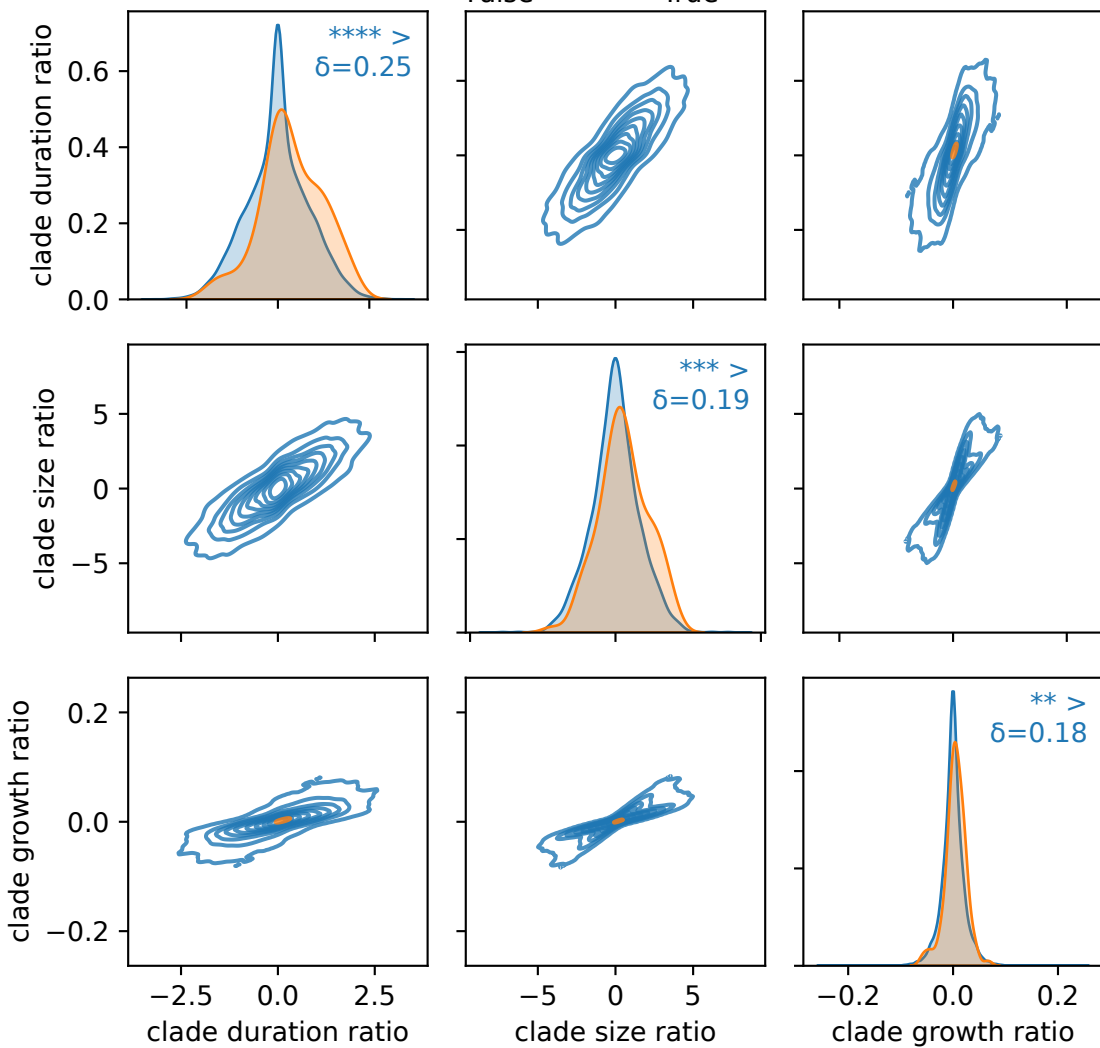 clade duration ratio
0.6
0.4
0.2
0.0
**** >
δ=0.25
clade size ratio
5
0
−5
*** >
δ=0.19
clade growth ratio
0.2
0.0
−0.2
** >
δ=0.18
−2.5 0.0 2.5
−5 0 5
−0.2 0.0 0.2
clade duration ratio
clade size ratio
clade growth ratio